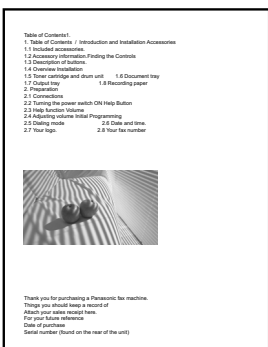 Table of Contents1.
1. Table of Contents / Introduction and Installation Accessories
1.1 Included accessories.
1.2 Accessory information.Finding the Controls
1.3 Description of buttons.
1.4 Overview Installation
1.5 Toner cartridge and drum unit 1.6 Document tray
1.7 Output tray 1.8 Recording paper
2. Preparation
2.1 Connections
2.2 Turning the power switch ON Help Button
2.3 Help function Volume
2.4 Adjusting volume Initial Programming
2.5 Dialing mode 2.6 Date and time.
2.7 Your logo. 2.8 Your fax number
Thank you for purchasing a Panasonic fax machine.
Things you should keep a record of
Attach your sales receipt here.
For your future reference
Date of purchase
Serial number (found on the rear of the unit)